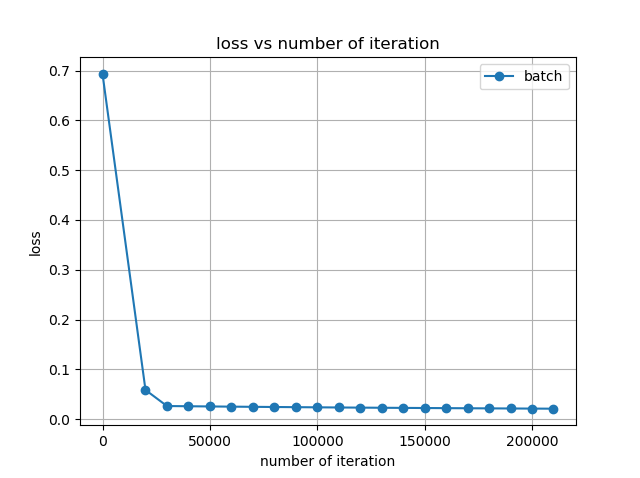 loss vs number of iteration
batch
loss
0.7
0.6
0.5
0.4
0.3
0.2
0.1
0.0
0 50000 100000 150000 200000
number of iteration